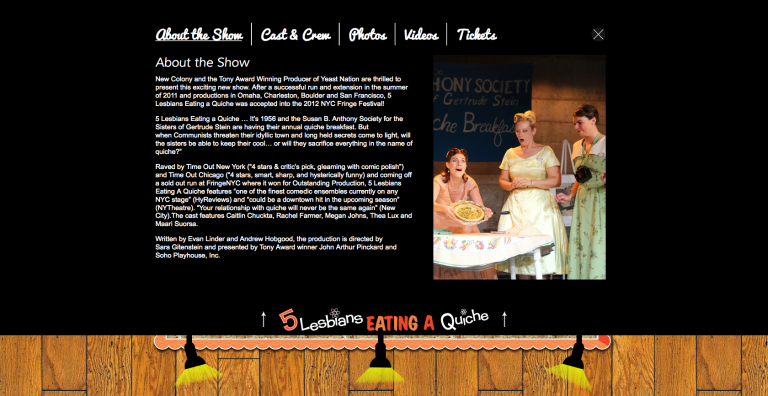 About the Show
Cast & Crew
Photos
Videos
Tickets
About the Show
New Colony and the Tony Award Winning Producer of Yeast Nation are thrilled to
present this exciting new show. After a successful run and extension in the summer
of 2011 and productions in Omaha, Charleston, Boulder and San Francisco, 5
Lesbians Eating a Quiche was accepted into the 2012 NYC Fringe Festival!
5 Lesbians Eating a Quiche … It's 1956 and the Susan B. Anthony Society for the
Sisters of Gertrude Stein are having their annual quiche breakfast. But
when Communists threaten their idyllic town and long held secrets come to light, will
the sisters be able to keep their cool… or will they sacrifice everything in the name of
quiche?"
Raved by Time Out New York ("4 stars & critic's pick, gleaming with comic polish")
and Time Out Chicago ("4 stars, smart, sharp, and hysterically funny) and coming off
a sold out run at FringeNYC where it won for Outstanding Production, 5 Lesbians
Eating A Quiche features "one of the finest comedic ensembles currently on any
NYC stage" (HyReviews) and "could be a downtown hit in the upcoming season"
(NYTheatre). "Your relationship with quiche will never be the same again" (New
City).The cast features Caitlin Chuckta, Rachel Farmer, Megan Johns, Thea Lux and
Maari Suorsa.
Written by Evan Linder and Andrew Hobgood, the production is directed by
Sara Gitenstein and presented by Tony Award winner John Arthur Pinckard and
Soho Playhouse, Inc.
HONY SOCIETY
f Gertrude Stein
che Breakfast
5 Lesbians EATING A Quiche